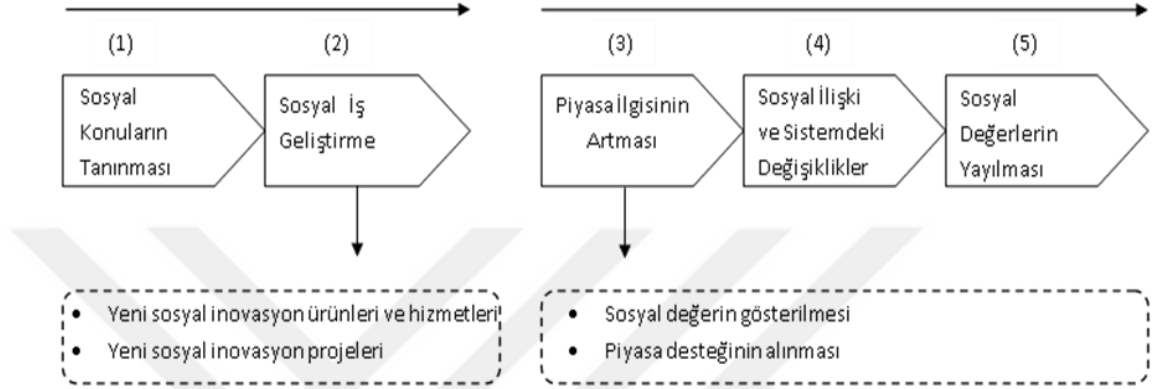 (1)
(2)
(3)
(4)
(5)
Sosyal
Konuların
Tanınması
Sosyal İş
Geliştirme
Piyasa İlgisinin
Artması
Sosyal İlişki
ve Sistemdeki
Değişiklikler
Sosyal
Değerlerin
Yayılması
• Yeni sosyal inovasyon ürünleri ve hizmetleri
• Yeni sosyal inovasyon projeleri
• Sosyal değerin gösterilmesi
• Piyasa desteğinin alınması